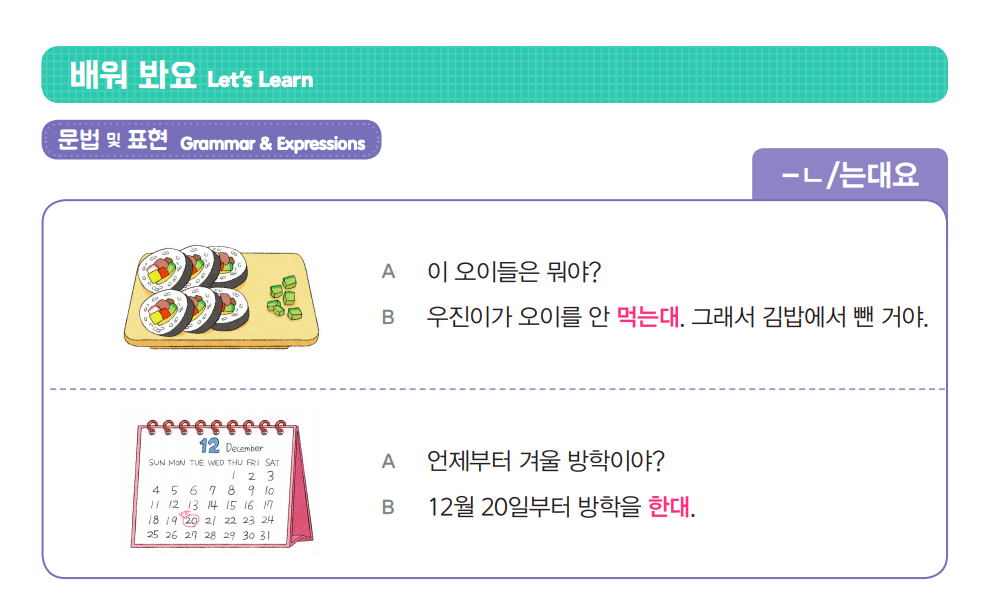 배워 봐요 Let's Learn
문법 및 표현 Grammar & Expressions
-ㄴ/는대요
A 이 오이들은 뭐야?
B 우진이가 오이를 안 먹는대. 그래서 김밥에서 뺀 거야.
12 December
SUN MON TUE WED THU FRI SAT
1 2 3
4 5 6 7 8 9 10
11 12 13 14 15 16 17
18 19 20 21 22 23 24
25 26 27 28 29 30 31
A 언제부터 겨울 방학이야?
B 12월 20일부터 방학을 한대.